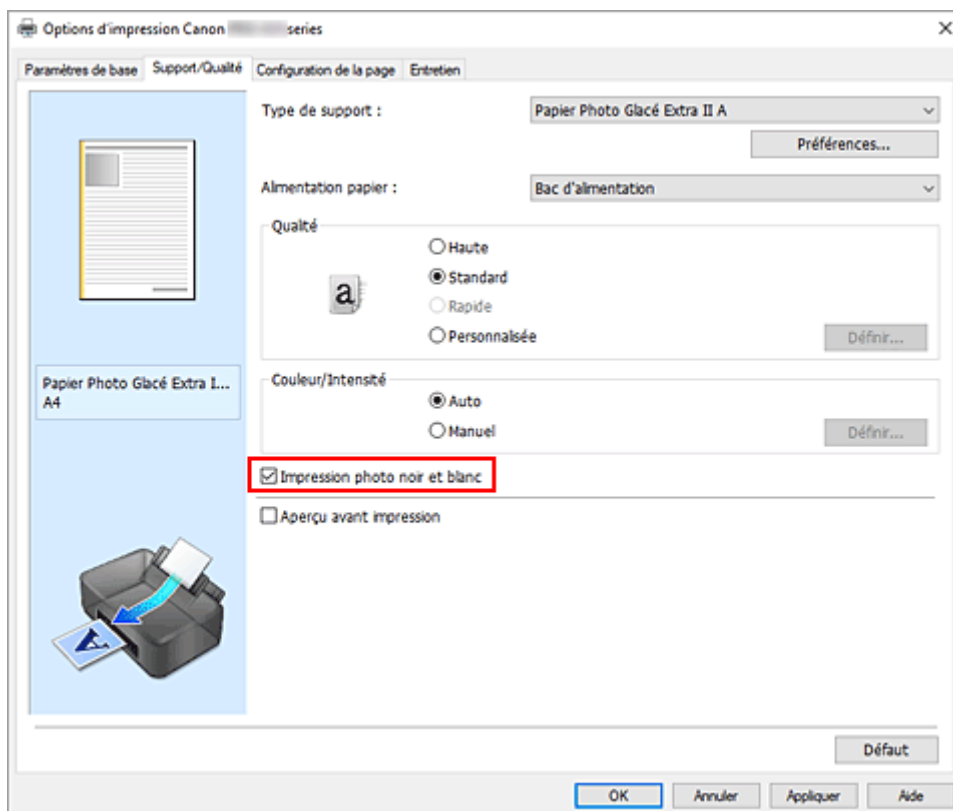 Options d'impression Canon series
Paramètres de base Support/Qualité Configuration de la page Entretien
Type de support : Papier Photo Glacé Extra II A
Préférences...
Alimentation papier : Bac d'alimentation
Qualité
Haute
a Standard
Rapide
Personnalisée Définir...
Papier Photo Glacé Extra I...
A4
Couleur/Intensité
Auto
Manuel Définir...
Impression photo noir et blanc
Aperçu avant impression
A
Défaut
OK Annuler Appliquer Aide